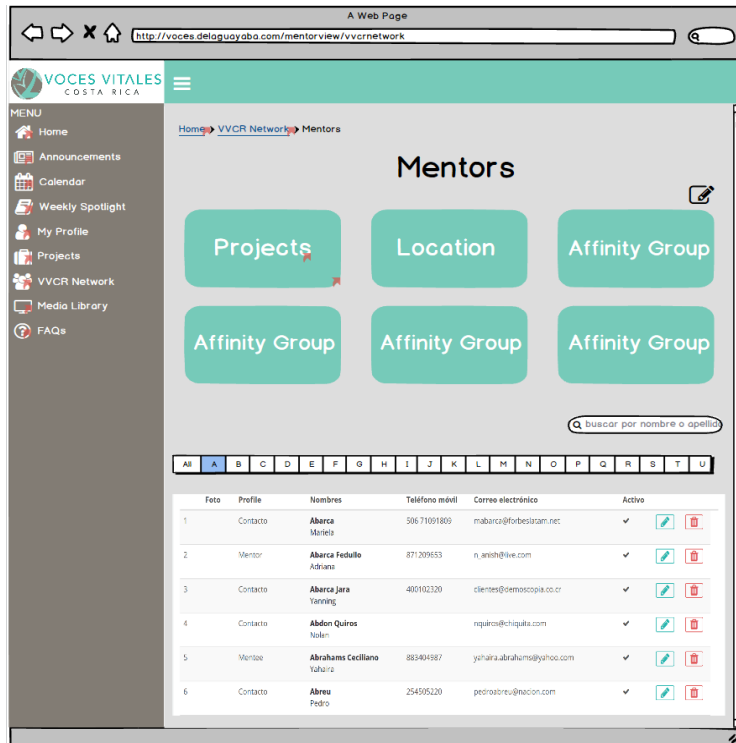 A Web Page
http://voces.delaguayaba.com/mentorview/vvcrnetwork
VOCES VITALES
COSTA RICA
MENU
Home
Announcements
Calendar
Weekly Spotlight
My Profile
Projects
VVCR Network
Media Library
FAQs
Home > VVCR Network > Mentors
Mentors
Projects Location Affinity Group
Affinity Group Affinity Group Affinity Group
buscar por nombre o apellido
All A B C D E F G H I J K L M N O P Q R S T U
Foto Profile Nombres Teléfono móvil Correo electrónico Activo
1 Contacto Abarca 506 71091809 mabarca@forbeslatam.net
Mariela
2 Mentor Abarca Fedullo 871209653 n_anish@live.com
Adriana
3 Contacto Abarca Jara 400102320 clientes@demoscopia.co.cr
Yanning
4 Contacto Abdon Quiros nquiros@chiquita.com
Nolan
5 Mentee Abrahams Ceciliano 883404987 yahaira.abrahams@yahoo.com
Yahaira
6 Contacto Abreu 254505220 pedroabreu@nacion.com
Pedro